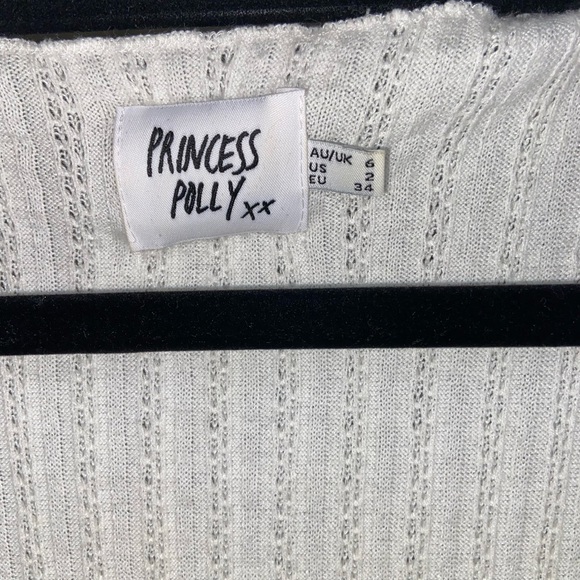 PRINCESS
POLLY xx
AU/UK 6
US 2
EU 34